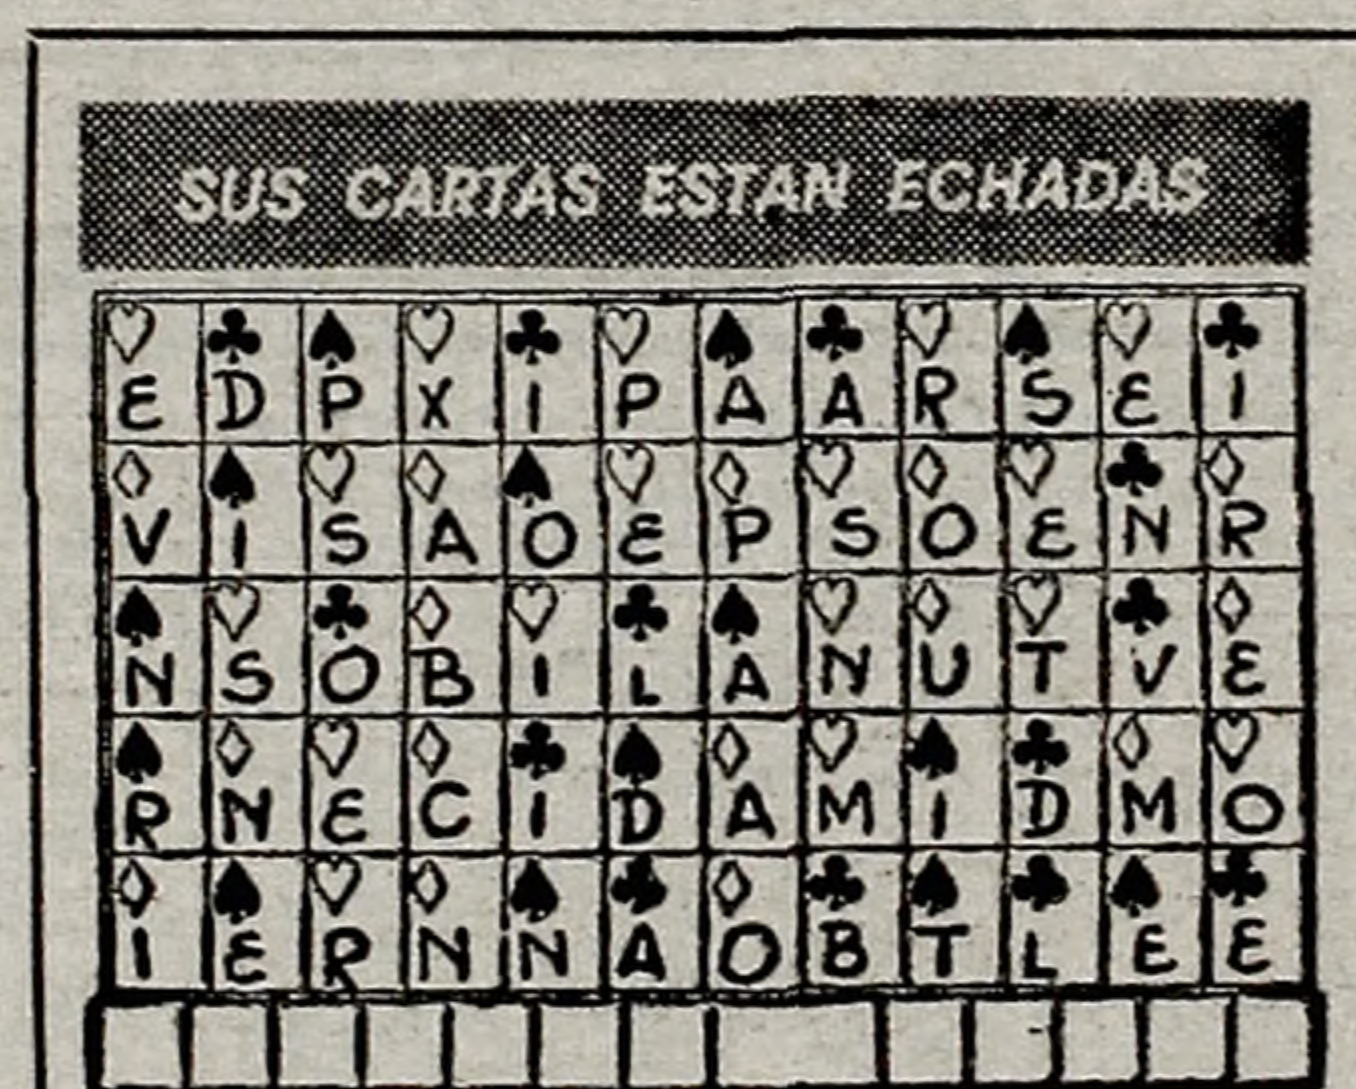 SUS CARTAS ESTAN ECHADAS
♡ ♣ ♠ ♡ ♣ ♡ ♠ ♣ ♡ ♠ ♡ ♣
E D P X I P A A R S E I
♢ ♠ ♡ ♢ ♠ ♡ ♢ ♡ ♢ ♡ ♣ ♢
V I S A O E P S O E N R
♠ ♡ ♣ ♢ ♡ ♣ ♠ ♡ ♢ ♡ ♣ ♢
N S O B I L A N U T V E
♠ ♢ ♡ ♢ ♣ ♠ ♢ ♡ ♠ ♣ ♢ ♡
R N E C I D A M I D M O
♢ ♠ ♡ ♢ ♠ ♣ ♢ ♣ ♠ ♣ ♠ ♣
I E R N N A O B T L E E